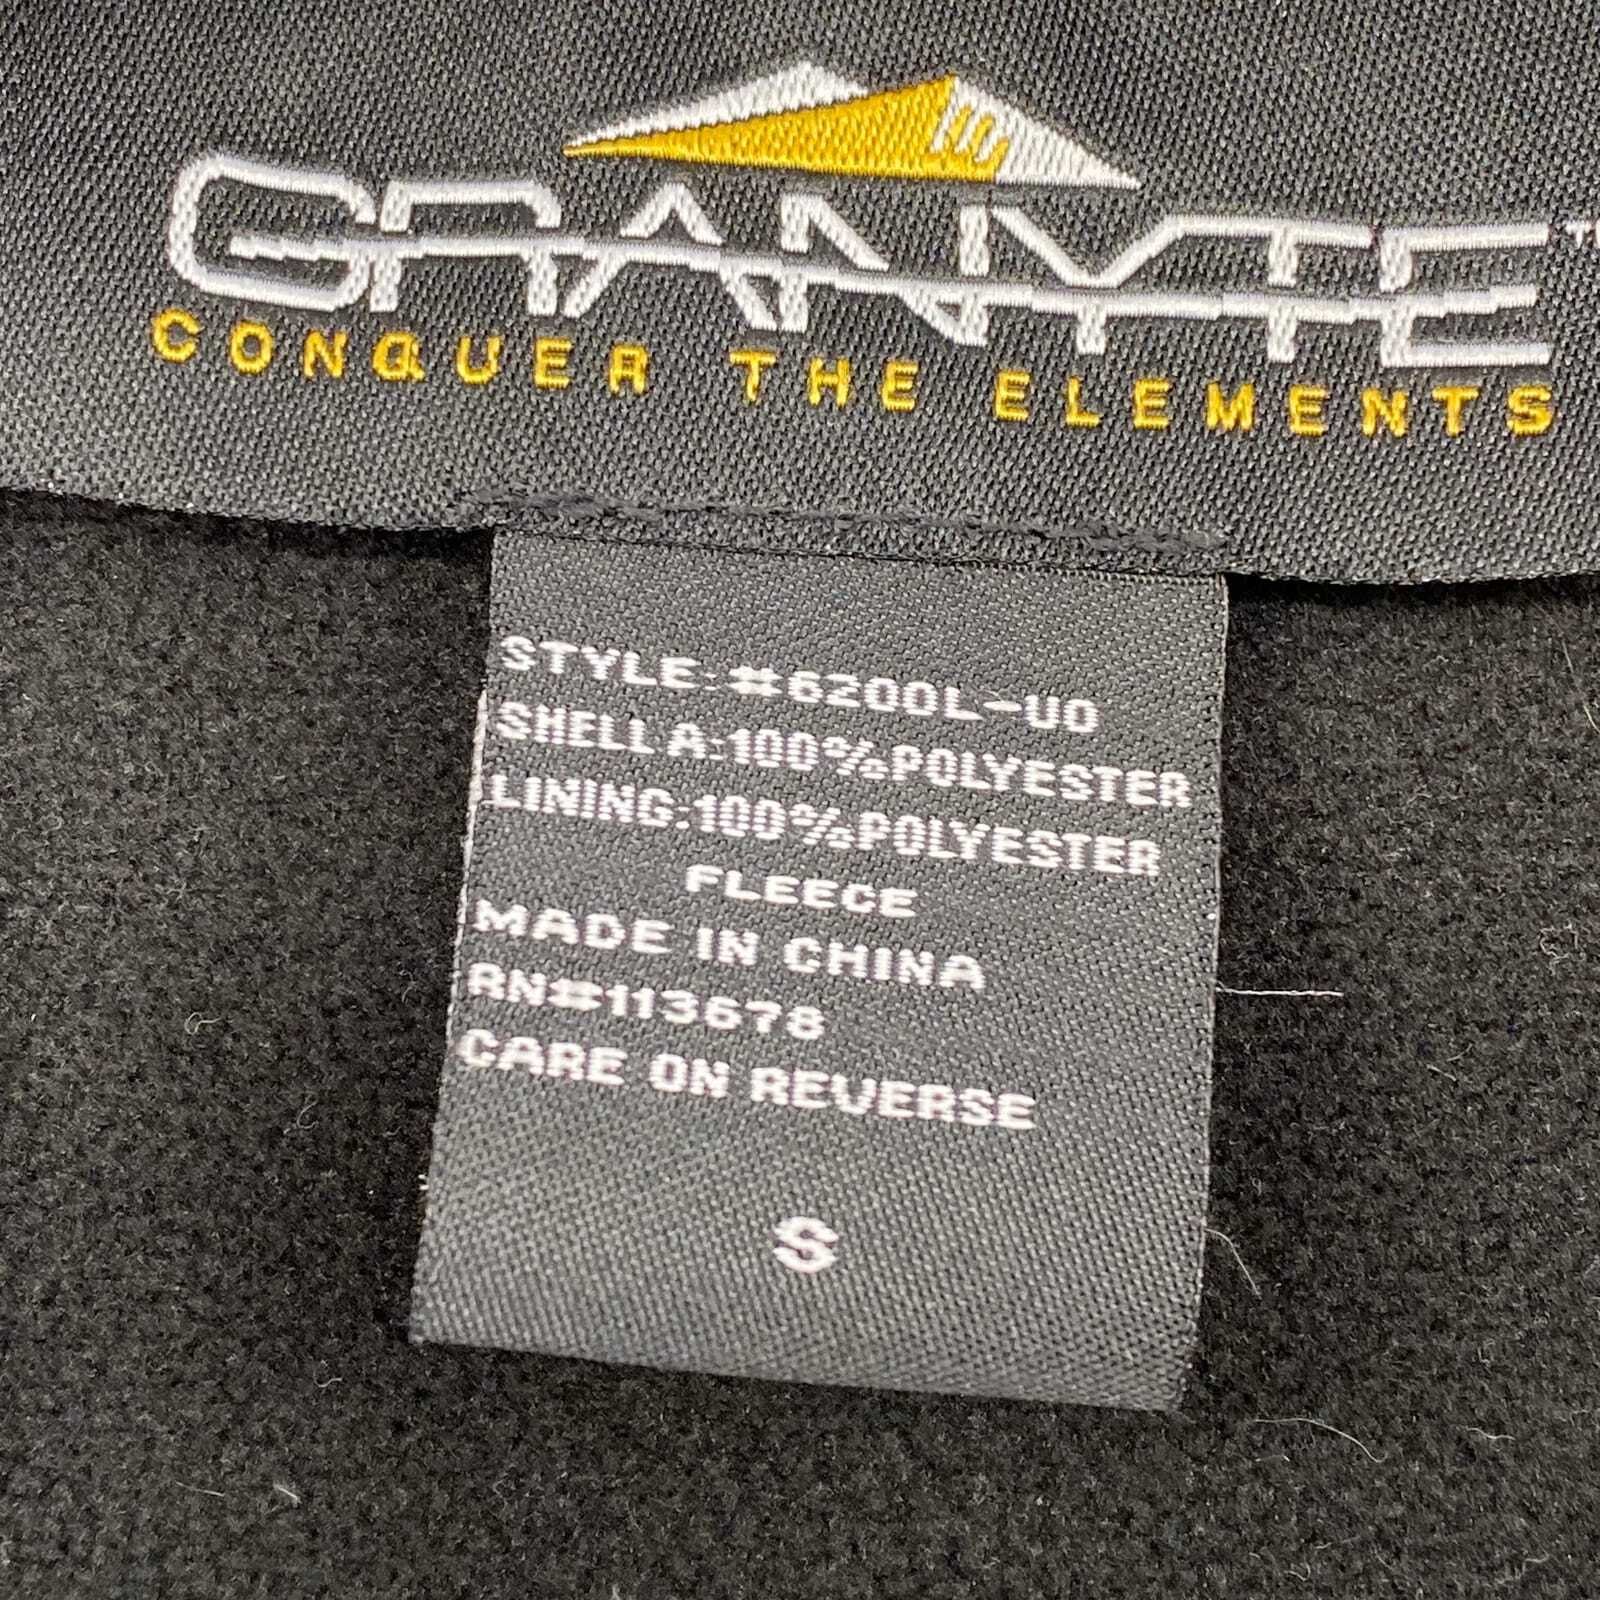 GRANYTE
CONQUER THE ELEMENTS
STYLE:#6200L-UO
SHELL A:100%POLYESTER
LINING:100%POLYESTER
FLEECE
MADE IN CHINA
RN#113678
CARE ON REVERSE
S